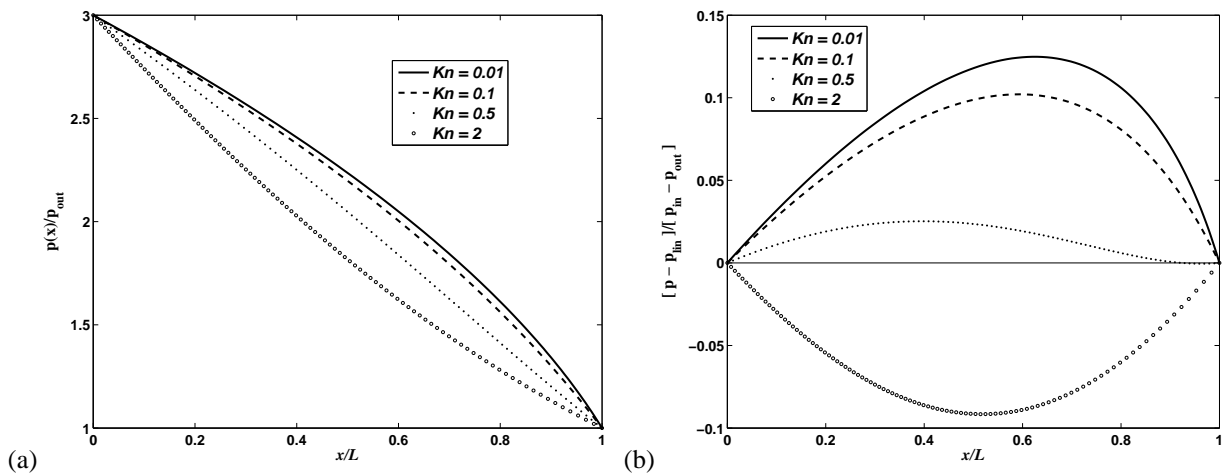 3
2.5
2
1.5
1
0
0.2
0.4
0.6
0.8
1
p(x)/p_out
x/L
Kn = 0.01
Kn = 0.1
Kn = 0.5
Kn = 2
(a)
0.15
0.1
0.05
0
−0.05
−0.1
0
0.2
0.4
0.6
0.8
1
[ p − p_lin ]/[ p_in − p_out ]
x/L
Kn = 0.01
Kn = 0.1
Kn = 0.5
Kn = 2
(b)